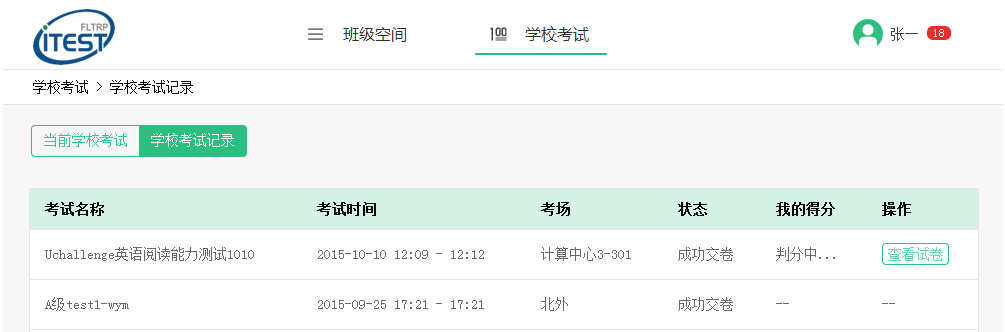 FLTRP
iTEST
班级空间
100 学校考试
张一 18
学校考试 > 学校考试记录
当前学校考试 学校考试记录
考试名称 考试时间 考场 状态 我的得分 操作
Uchallenge英语阅读能力测试1010 2015-10-10 12:09 - 12:12 计算中心3-301 成功交卷 判分中... 查看试卷
A级test1-wym 2015-09-25 17:21 - 17:21 北外 成功交卷 -- --